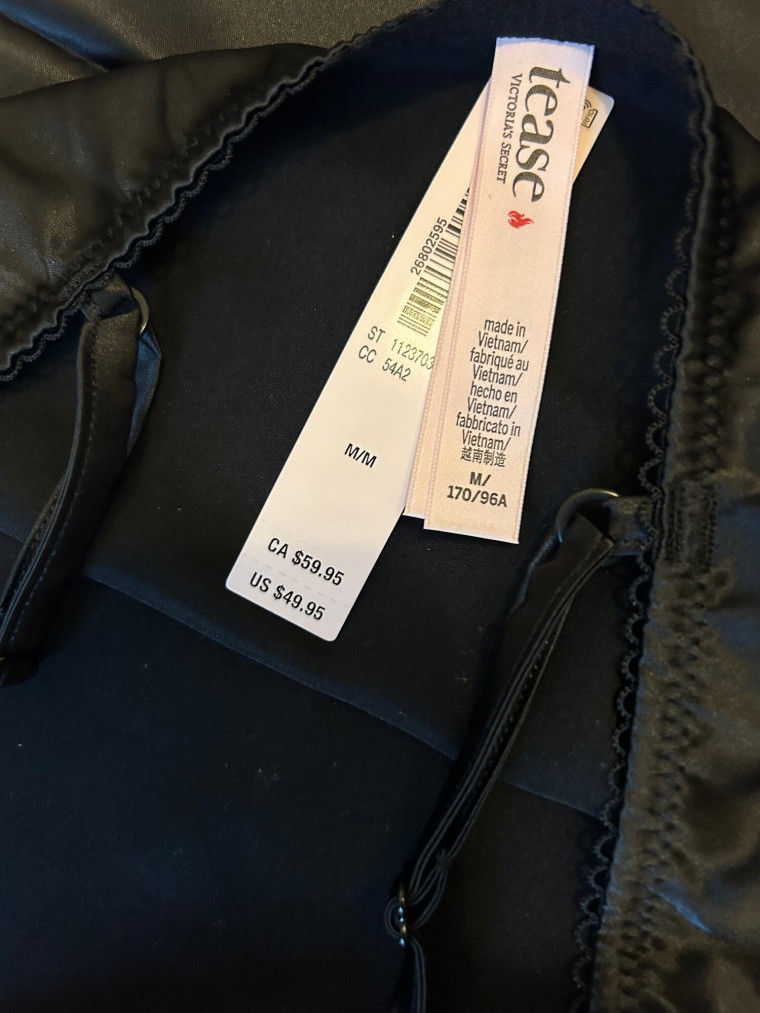 tease
VICTORIA'S SECRET
made in
Vietnam/
fabriqué au
Vietnam/
hecho en
Vietnam/
fabbricato in
Vietnam/
越南制造
M/
170/96A
26802595
ST 1123703
CC 54A2
M/M
CA $59.95
US $49.95